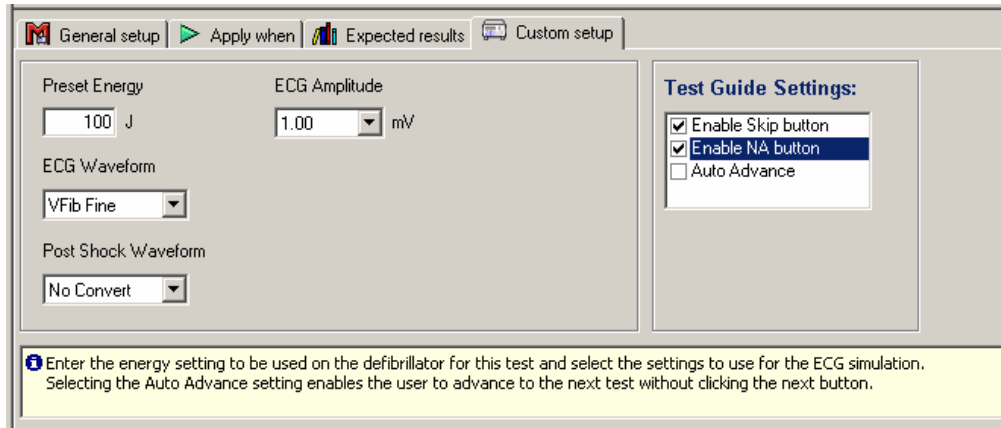 General setup Apply when Expected results Custom setup
Preset Energy ECG Amplitude
100 J 1.00 mV
ECG Waveform
VFib Fine
Post Shock Waveform
No Convert
Test Guide Settings:
Enable Skip button
Enable NA button
Auto Advance
Enter the energy setting to be used on the defibrillator for this test and select the settings to use for the ECG simulation.
Selecting the Auto Advance setting enables the user to advance to the next test without clicking the next button.